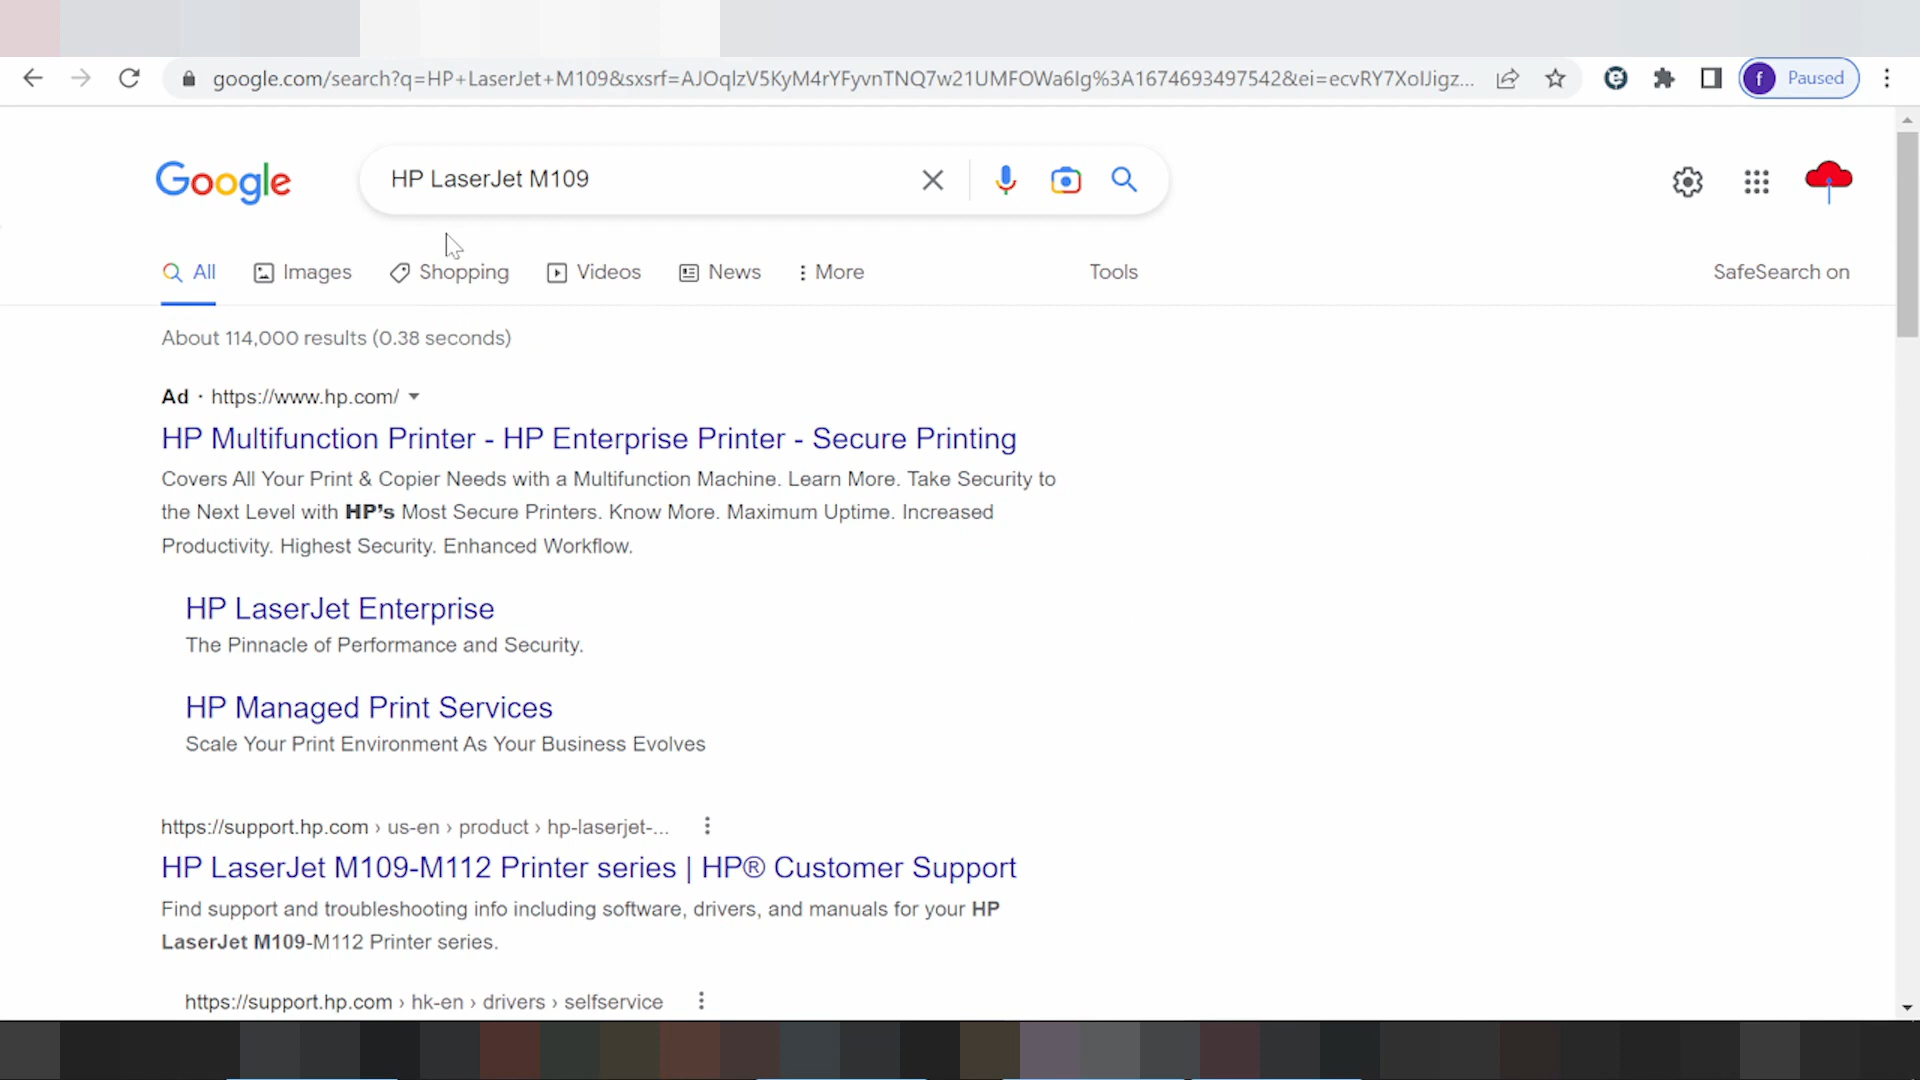 google.com/search?q=HP+LaserJet+M109&sxsrf=AJOqlzV5KyM4rYFyvnTNQ7w21UMFOWa6Ig%3A1674693497542&ei=ecvRY7XoIJigz...
f Paused
Google
HP LaserJet M109
All Images Shopping Videos News More Tools SafeSearch on
About 114,000 results (0.38 seconds)
Ad · https://www.hp.com/
HP Multifunction Printer - HP Enterprise Printer - Secure Printing
Covers All Your Print & Copier Needs with a Multifunction Machine. Learn More. Take Security to
the Next Level with HP's Most Secure Printers. Know More. Maximum Uptime. Increased
Productivity. Highest Security. Enhanced Workflow.
HP LaserJet Enterprise
The Pinnacle of Performance and Security.
HP Managed Print Services
Scale Your Print Environment As Your Business Evolves
https://support.hp.com › us-en › product › hp-laserjet-...
HP LaserJet M109-M112 Printer series | HP® Customer Support
Find support and troubleshooting info including software, drivers, and manuals for your HP
LaserJet M109-M112 Printer series.
https://support.hp.com › hk-en › drivers › selfservice